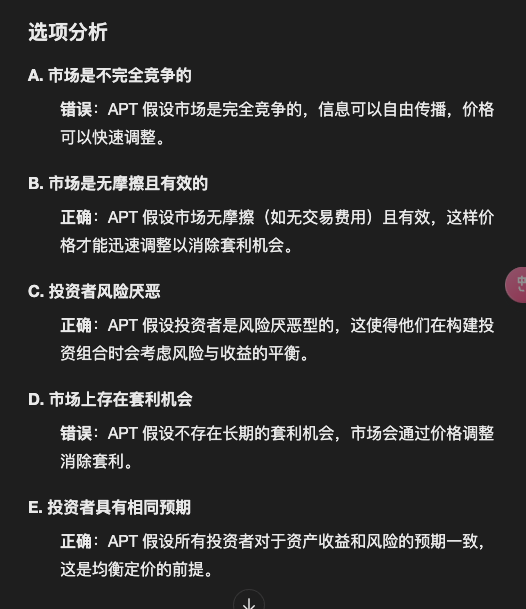 选项分析
A. 市场是不完全竞争的
错误：APT 假设市场是完全竞争的，信息可以自由传播，价格
可以快速调整。
B. 市场是无摩擦且有效的
正确：APT 假设市场无摩擦（如无交易费用）且有效，这样价
格才能迅速调整以消除套利机会。
C. 投资者风险厌恶
正确：APT 假设投资者是风险厌恶型的，这使得他们在构建投
资组合时会考虑风险与收益的平衡。
D. 市场上存在套利机会
错误：APT 假设不存在长期的套利机会，市场会通过价格调整
消除套利。
E. 投资者具有相同预期
正确：APT 假设所有投资者对于资产收益和风险的预期一致，
这是均衡定价的前提。